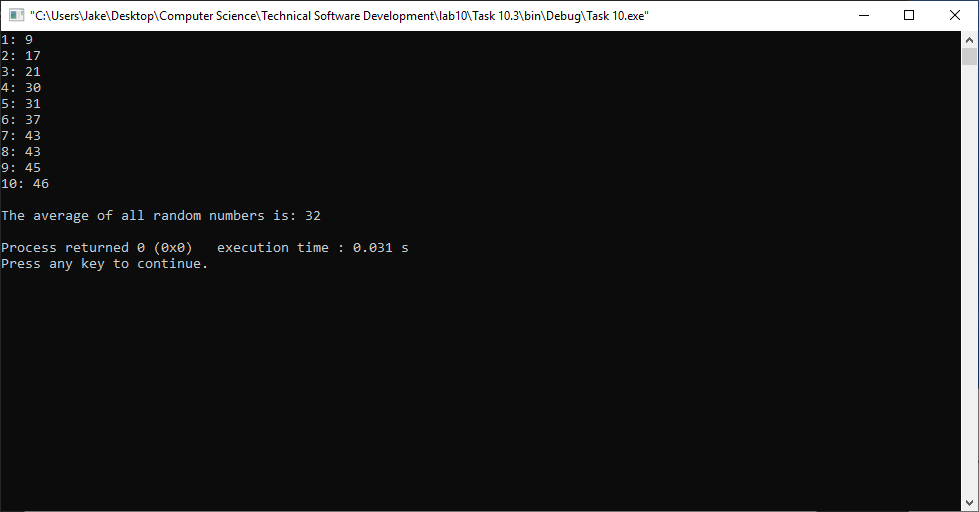 "C:\Users\Jake\Desktop\Computer Science\Technical Software Development\lab10\Task 10.3\bin\Debug\Task 10.exe"
1: 9
2: 17
3: 21
4: 30
5: 31
6: 37
7: 43
8: 43
9: 45
10: 46
The average of all random numbers is: 32
Process returned 0 (0x0)   execution time : 0.031 s
Press any key to continue.